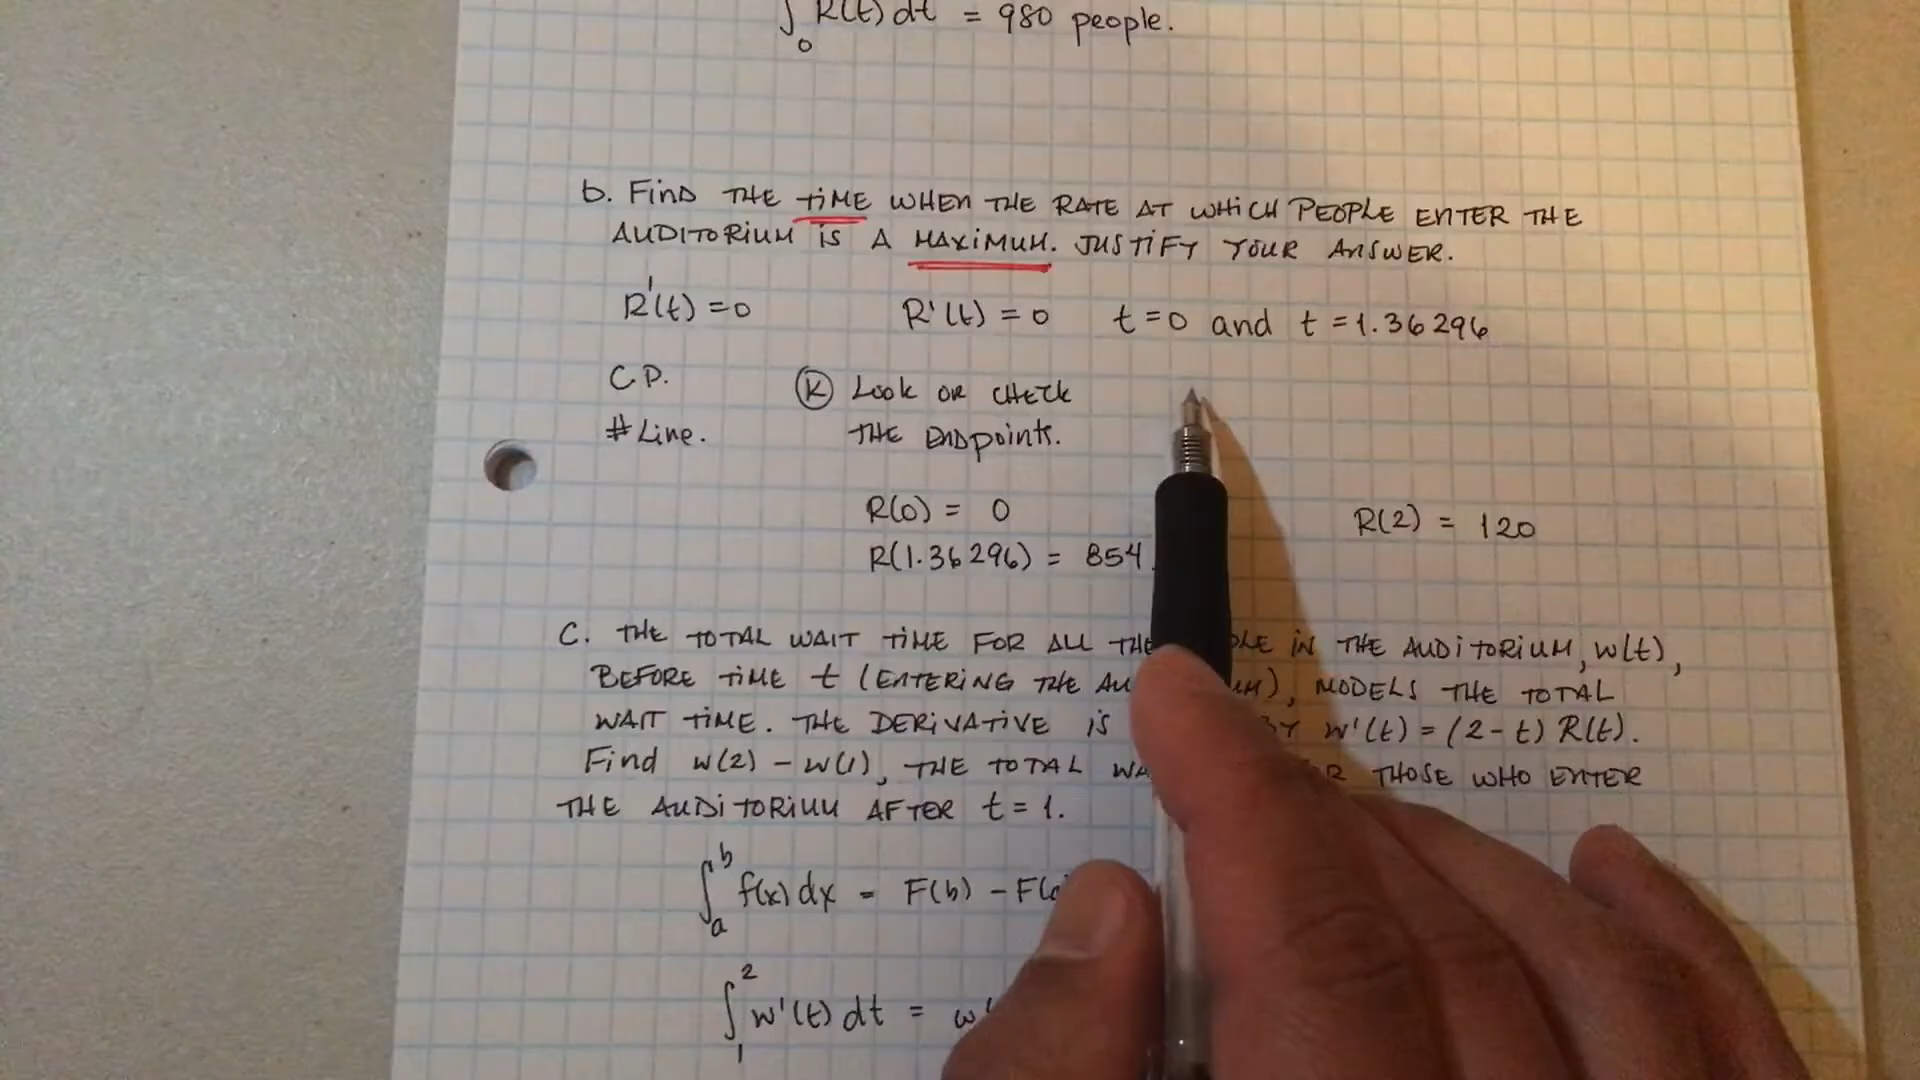 ∫₀ R(t) dt = 980 people.
b. Find THE TIME WHEN THE RATE AT WHICH PEOPLE ENTER THE
AUDITORIUM IS A MAXIMUM. JUSTIFY YOUR ANSWER.
R'(t) = 0 R'(t) = 0 t = 0 and t = 1.36296
C.P. Ⓡ Look OR CHECK
# Line. THE ENDpoints.
R(0) = 0 R(2) = 120
R(1.36296) = 854.
C. THE TOTAL WAIT TIME FOR ALL THE IN THE AUDITORIUM, w(t),
BEFORE TIME t (ENTERING THE), MODELS THE TOTAL
WAIT TIME. THE DERIVATIVE IS BY w'(t) = (2-t) R(t).
Find w(2) - w(1), THE TOTAL THOSE WHO ENTER
THE AUDITORIUM AFTER t = 1.
∫ₐᵇ f(x) dx = F(b) - F(
∫₁² w'(t) dt = w(